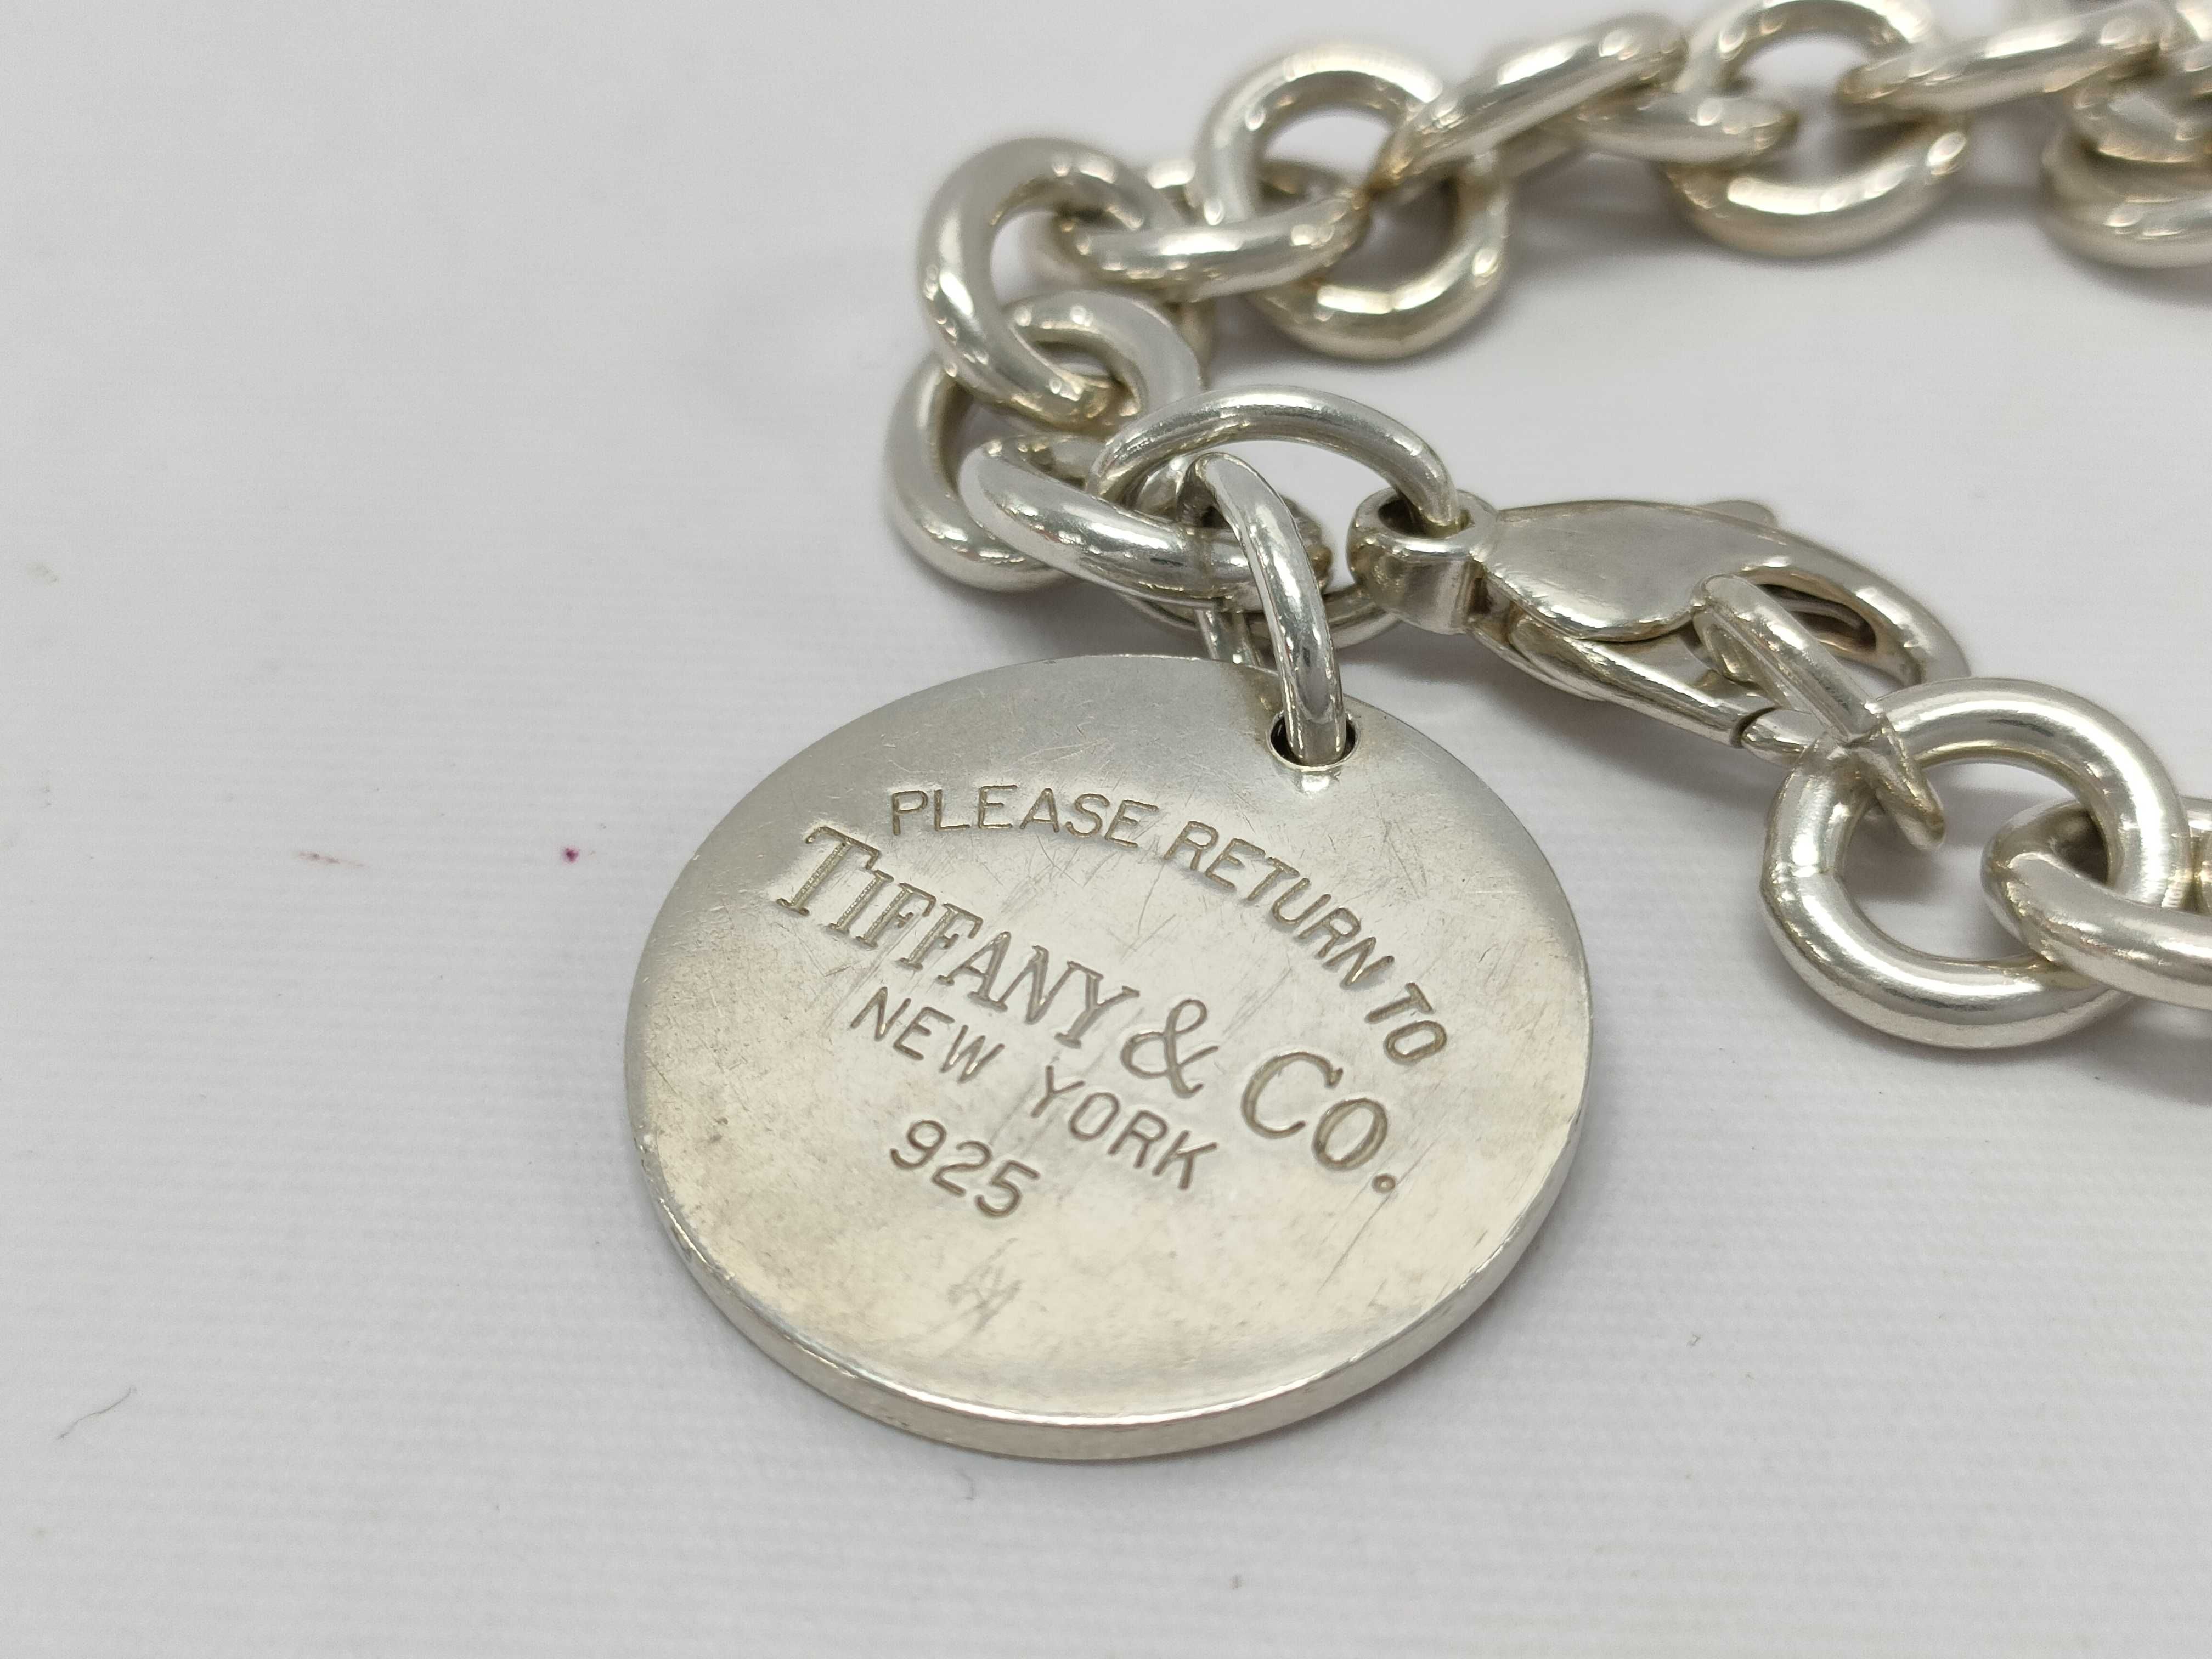 PLEASE RETURN TO
TIFFANY & CO.
NEW YORK
925